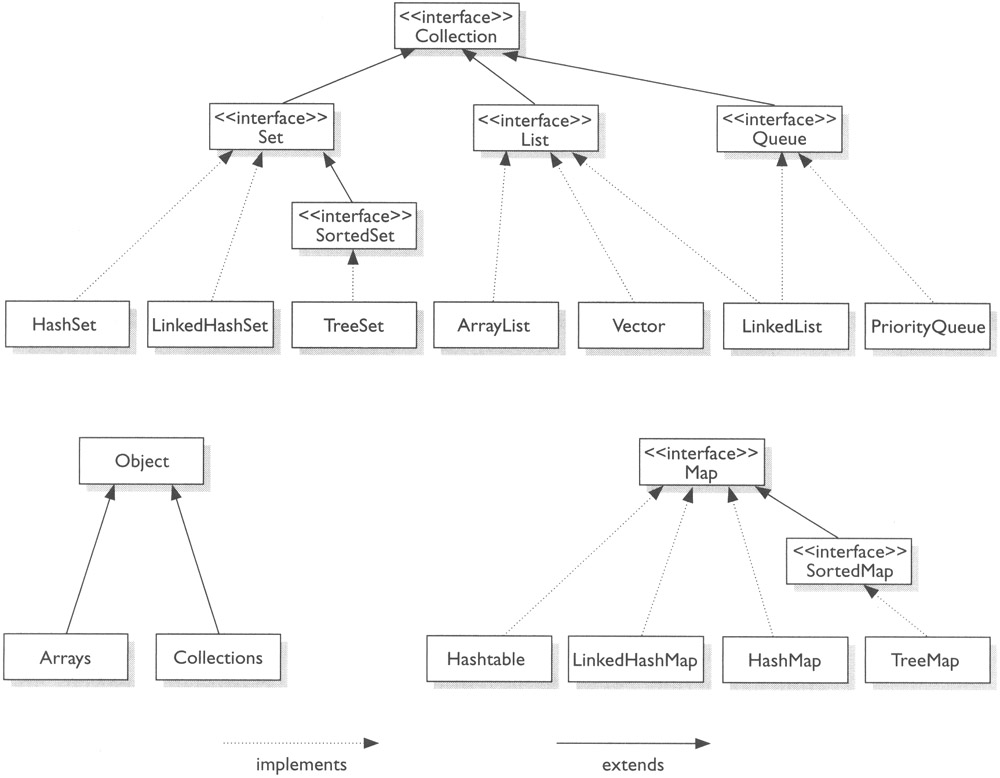 <<interface>>
Collection
<<interface>>
Set
<<interface>>
List
<<interface>>
Queue
<<interface>>
SortedSet
HashSet
LinkedHashSet
TreeSet
ArrayList
Vector
LinkedList
PriorityQueue
Object
<<interface>>
Map
<<interface>>
SortedMap
Arrays
Collections
Hashtable
LinkedHashMap
HashMap
TreeMap
implements
extends